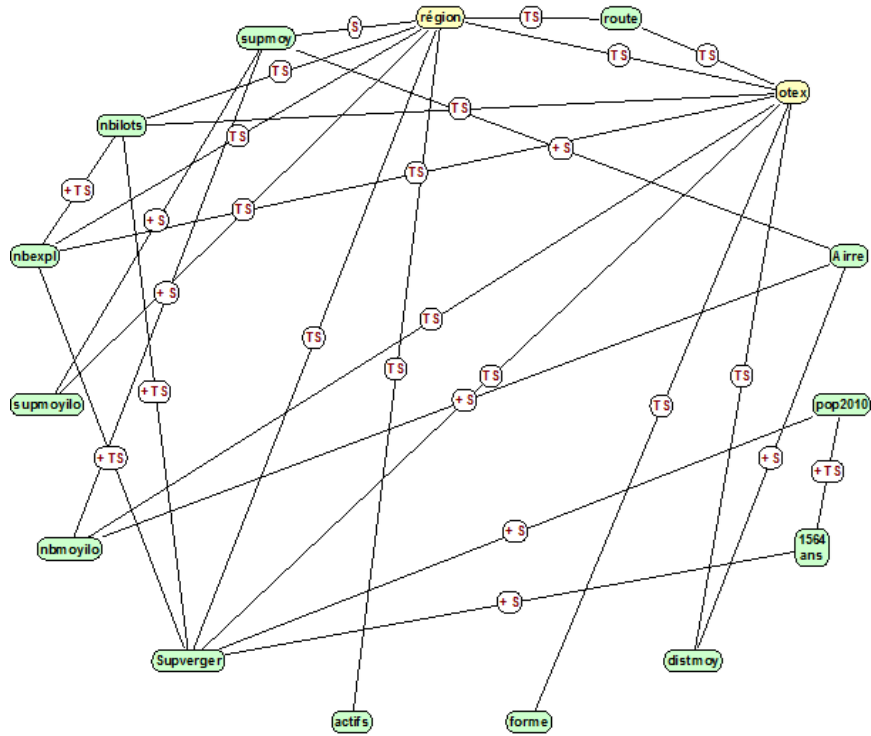 région
TS
route
S
supmoy
TS
TS
TS
otex
nbilots
TS
TS
+ S
TS
+ TS
TS
+ S
nbexpl
Airre
+ S
TS
TS
TS
TS
TS
+ TS
+ S
TS
supmoyilo
pop2010
+ TS
+ S
+ TS
+ S
nbmoyilo
1564
ans
+ S
Supverger
distmoy
actifs
forme